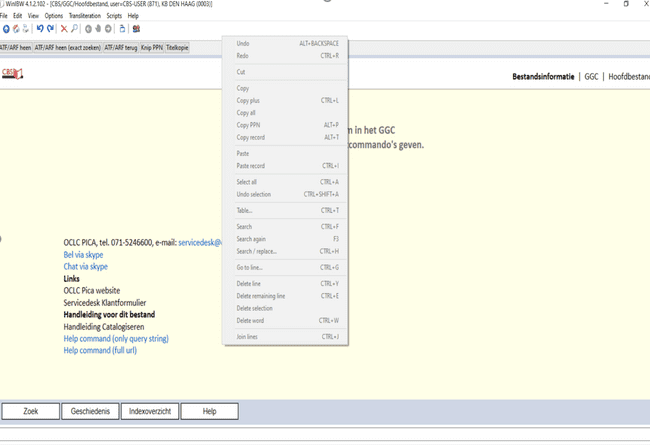 WinIBW 4.1.2.102 - [CBS/GGC/Hoofdbestand, user=CBS-USER (871), KB DEN HAAG (0003)]
File Edit View Options Transliteration Scripts Help
ATF/ARF heen ATF/ARF heen (exact zoeken) ATF/ARF terug Knip PPN Titelkopie
CBS
Bestandsinformatie | GGC | Hoofdbestand
Undo ALT+BACKSPACE
Redo CTRL+R
Cut
Copy
Copy plus CTRL+L
Copy all
Copy PPN ALT+P
Copy record ALT+T
Paste
Paste record CTRL+I
Select all CTRL+A
Undo selection CTRL+SHIFT+A
Table... CTRL+T
Search CTRL+F
Search again F3
Search / replace... CTRL+H
Go to line... CTRL+G
Delete line CTRL+Y
Delete remaining line CTRL+E
Delete selection
Delete word CTRL+W
Join lines CTRL+J
in het GGC
commando's geven.
OCLC PICA, tel. 071-5246600, e-mail: servicedesk@
Bel via skype
Chat via skype
Links
OCLC Pica website
Servicedesk Klantformulier
Handleiding voor dit bestand
Handleiding Catalogiseren
Help command (only query string)
Help command (full url)
Zoek Geschiedenis Indexoverzicht Help